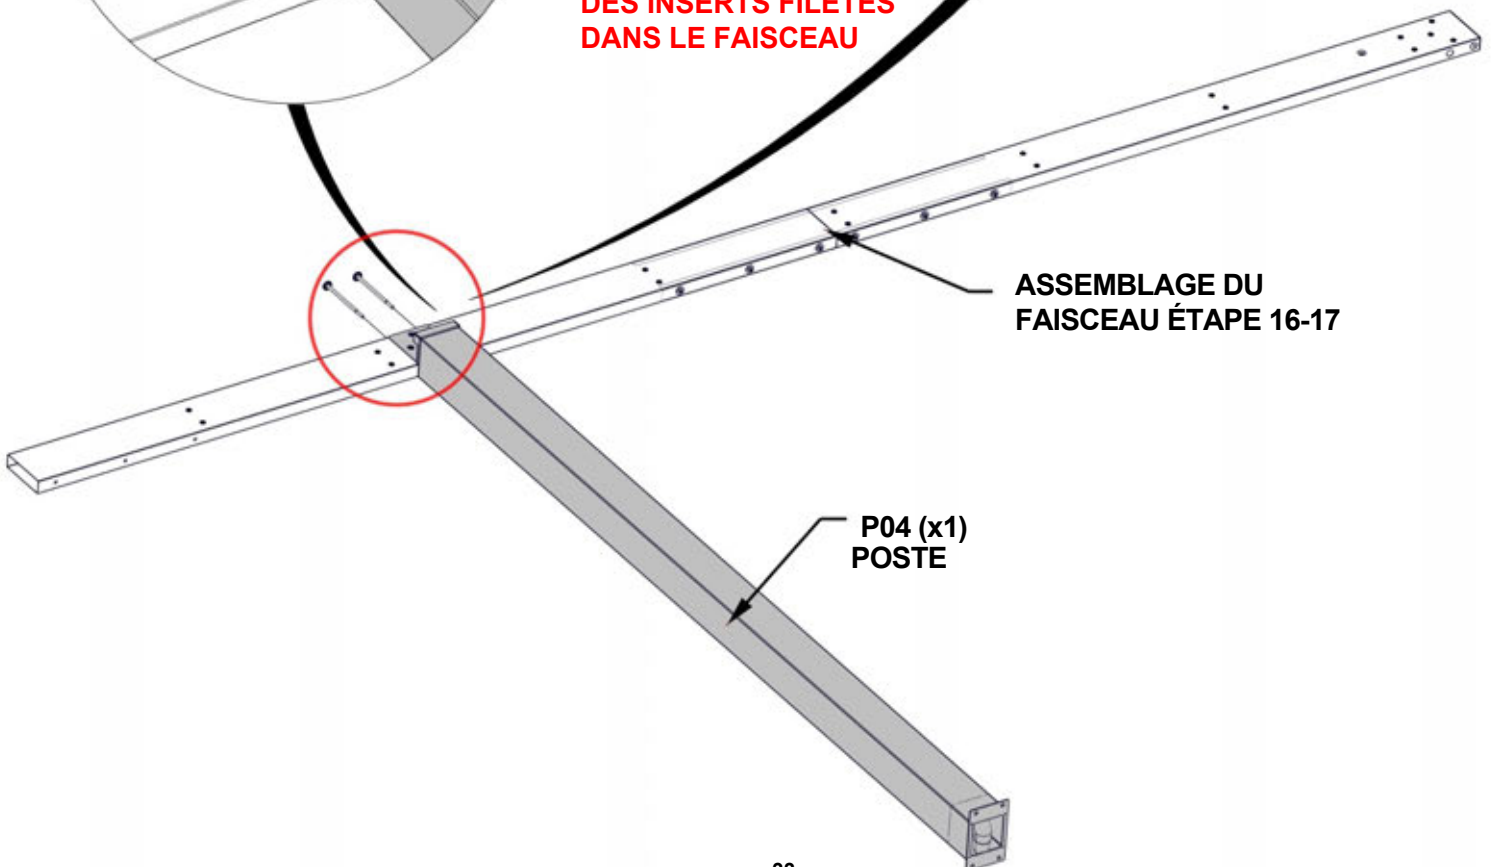 DES INSERTS FILETÉS
DANS LE FAISCEAU
ASSEMBLAGE DU
FAISCEAU ÉTAPE 16-17
P04 (x1)
POSTE